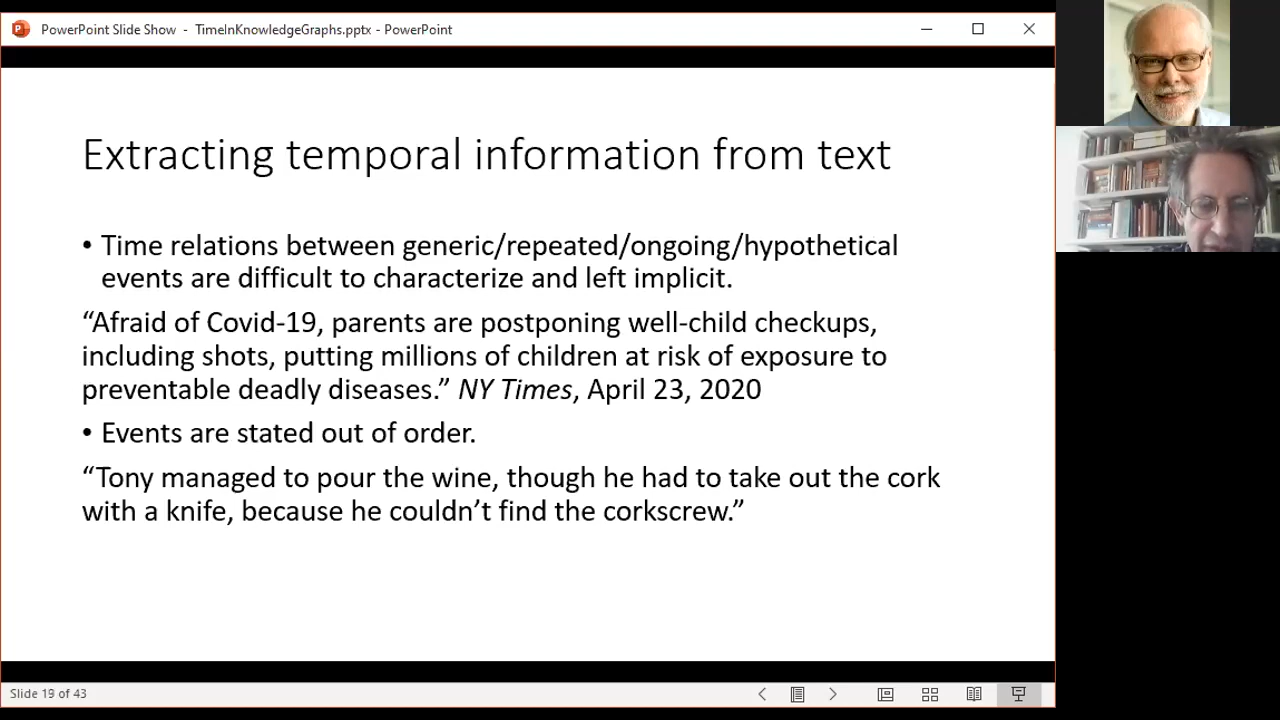 PowerPoint Slide Show - TimeInKnowledgeGraphs.pptx - PowerPoint
Extracting temporal information from text
• Time relations between generic/repeated/ongoing/hypothetical
events are difficult to characterize and left implicit.
“Afraid of Covid-19, parents are postponing well-child checkups,
including shots, putting millions of children at risk of exposure to
preventable deadly diseases.” NY Times, April 23, 2020
• Events are stated out of order.
“Tony managed to pour the wine, though he had to take out the cork
with a knife, because he couldn’t find the corkscrew.”
Slide 19 of 43